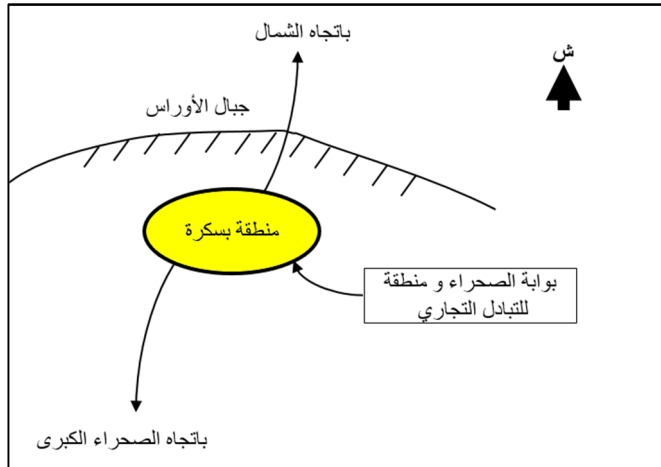 باتجاه الشمال
ش
جبال الأوراس
منطقة بسكرة
بوابة الصحراء و منطقة
للتبادل التجاري
باتجاه الصحراء الكبرى